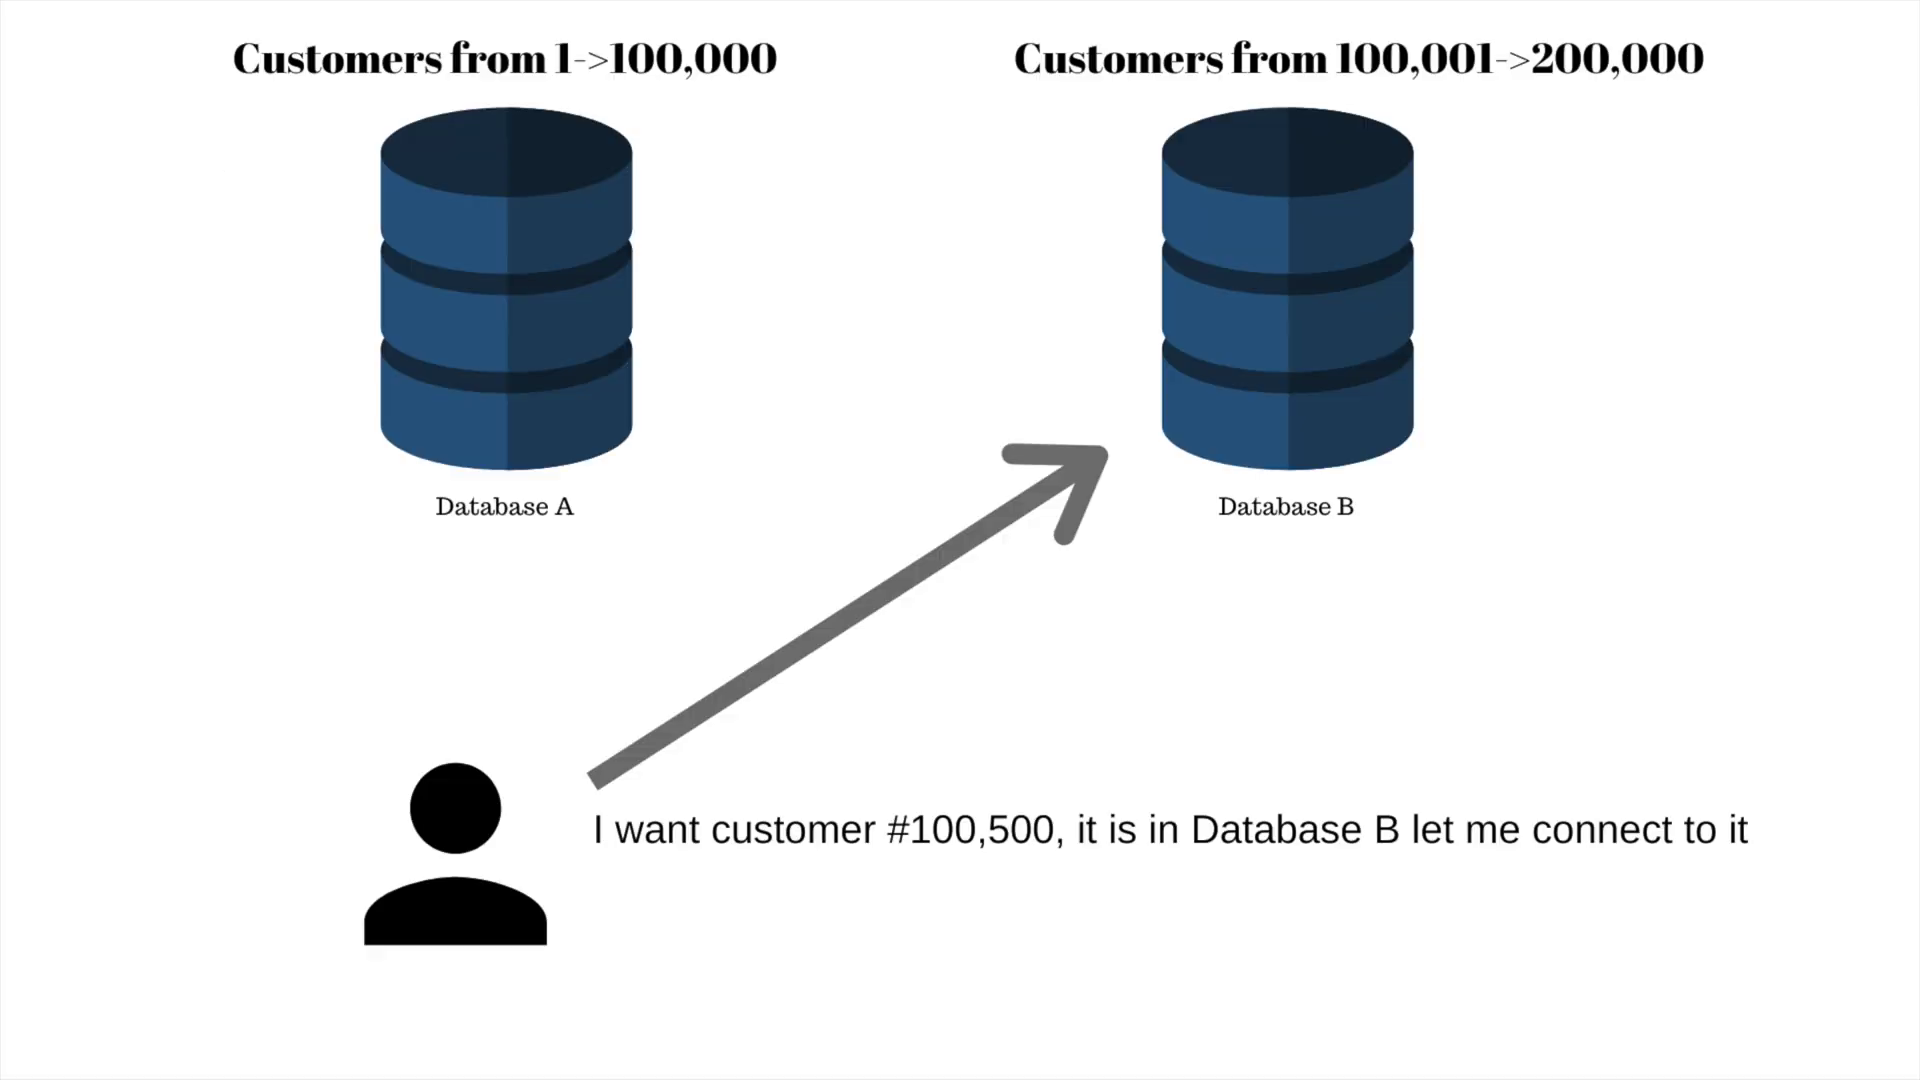 Customers from 1->100,000
Customers from 100,001->200,000
Database A
Database B
I want customer #100,500, it is in Database B let me connect to it